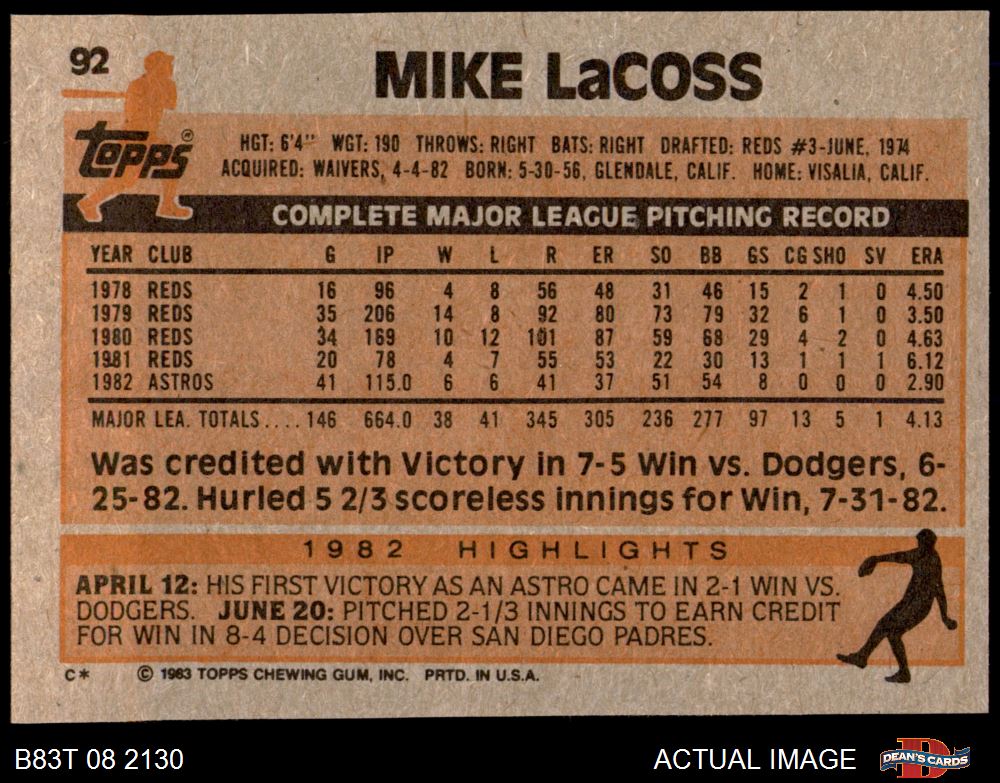 92
MIKE LaCOSS
Topps®
HGT: 6'4" WGT: 190 THROWS: RIGHT BATS: RIGHT DRAFTED: REDS #3-JUNE, 1974
ACQUIRED: WAIVERS, 4-4-82 BORN: 5-30-56, GLENDALE, CALIF. HOME: VISALIA, CALIF.
COMPLETE MAJOR LEAGUE PITCHING RECORD
YEAR CLUB G IP W L R ER SO BB GS CG SHO SV ERA
1978 REDS 16 96 4 8 56 48 31 46 15 2 1 0 4.50
1979 REDS 35 206 14 8 92 80 73 79 32 6 1 0 3.50
1980 REDS 34 169 10 12 101 87 59 68 29 4 2 0 4.63
1981 REDS 20 78 4 7 55 53 22 30 13 1 1 1 6.12
1982 ASTROS 41 115.0 6 6 41 37 51 54 8 0 0 0 2.90
MAJOR LEA. TOTALS.... 146 664.0 38 41 345 305 236 277 97 13 5 1 4.13
Was credited with Victory in 7-5 Win vs. Dodgers, 6-
25-82. Hurled 5 2/3 scoreless innings for Win, 7-31-82.
1982 HIGHLIGHTS
APRIL 12: HIS FIRST VICTORY AS AN ASTRO CAME IN 2-1 WIN VS.
DODGERS. JUNE 20: PITCHED 2-1/3 INNINGS TO EARN CREDIT
FOR WIN IN 8-4 DECISION OVER SAN DIEGO PADRES.
C* © 1983 TOPPS CHEWING GUM, INC. PRTD. IN U.S.A.
B83T 08 2130 ACTUAL IMAGE D DEAN'S CARDS